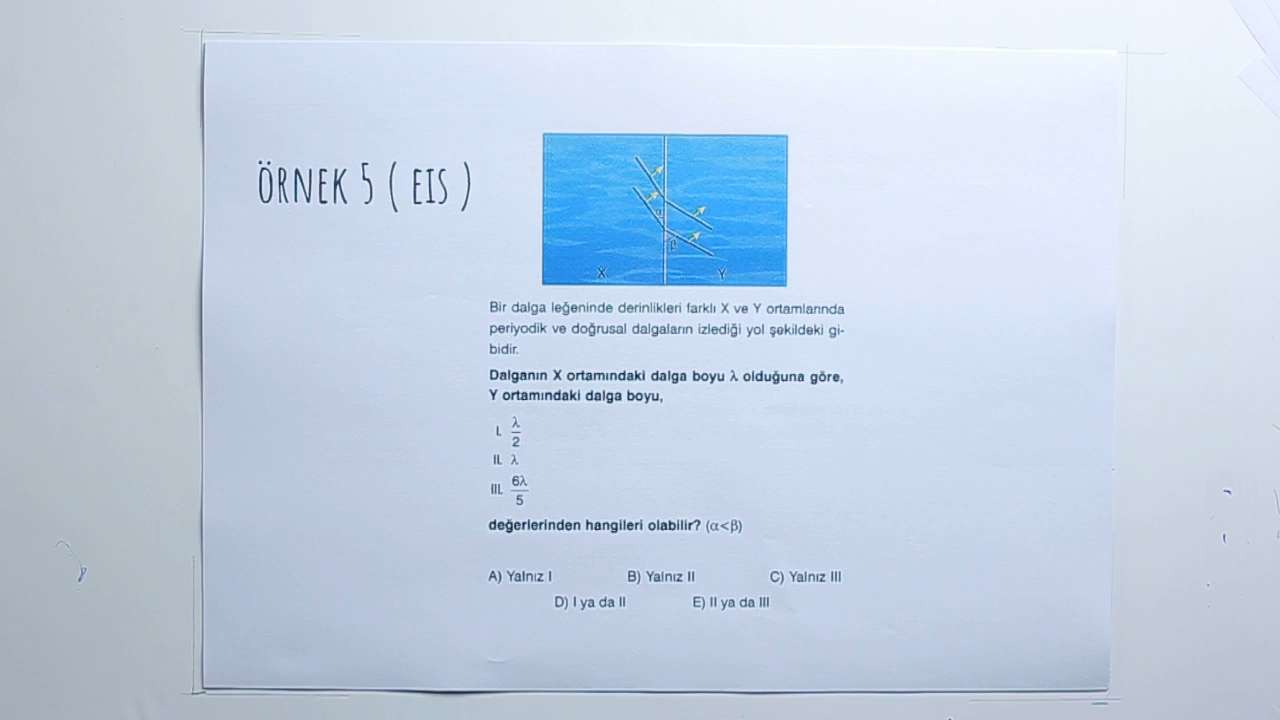 ÖRNEK 5 ( EIS )
α
β
X Y
Bir dalga leğeninde derinlikleri farklı X ve Y ortamlarında
periyodik ve doğrusal dalgaların izlediği yol şekildeki gi-
bidir.
Dalganın X ortamındaki dalga boyu λ olduğuna göre,
Y ortamındaki dalga boyu,
I. λ/2
II. λ
III. 6λ/5
değerlerinden hangileri olabilir? (α<β)
A) Yalnız I B) Yalnız II C) Yalnız III
D) I ya da II E) II ya da III